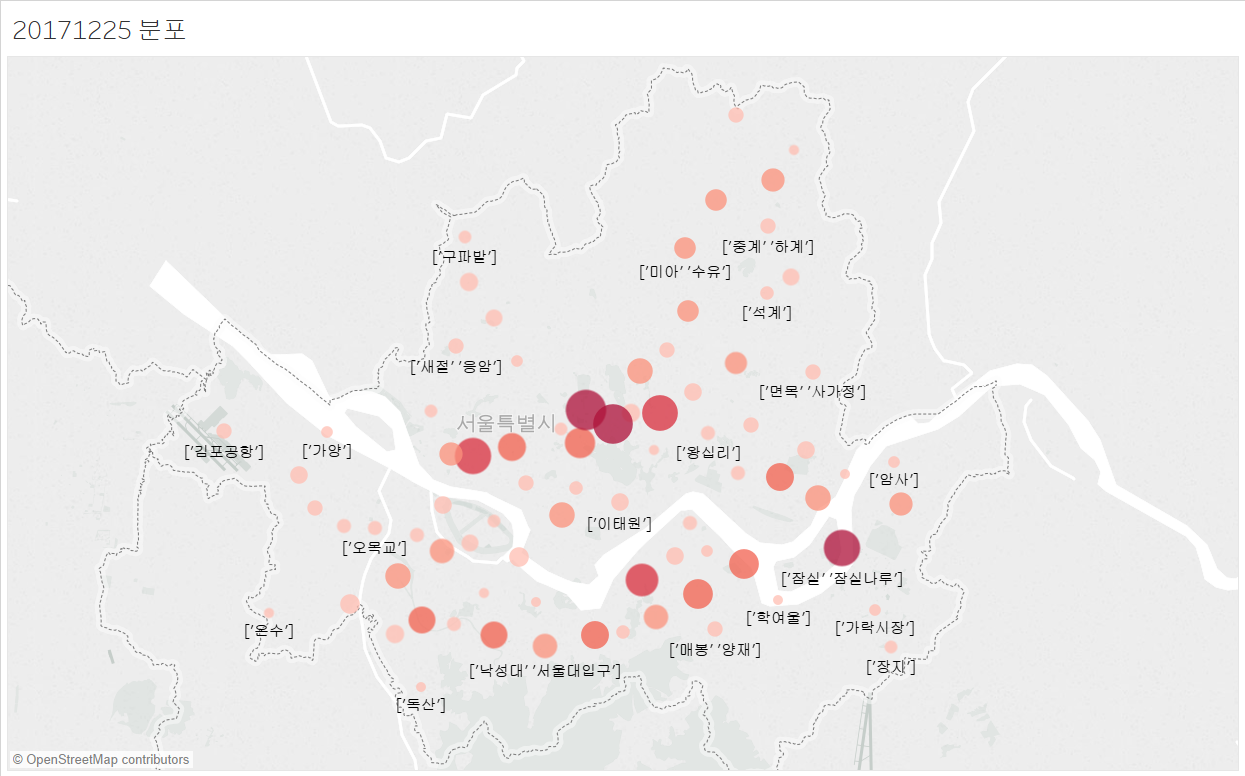 20171225 분포
['구파발']
['중계' '하계']
['미아' '수유']
['석계']
['새절' '응암']
['면목' '사가정']
서울특별시
['김포공항']
['가양']
['왕십리']
['암사']
['이태원']
['오목교']
['잠실' '잠실나루']
['학여울']
['가락시장']
['온수']
['매봉' '양재']
['장지']
['낙성대' '서울대입구']
['독산']
© OpenStreetMap contributors